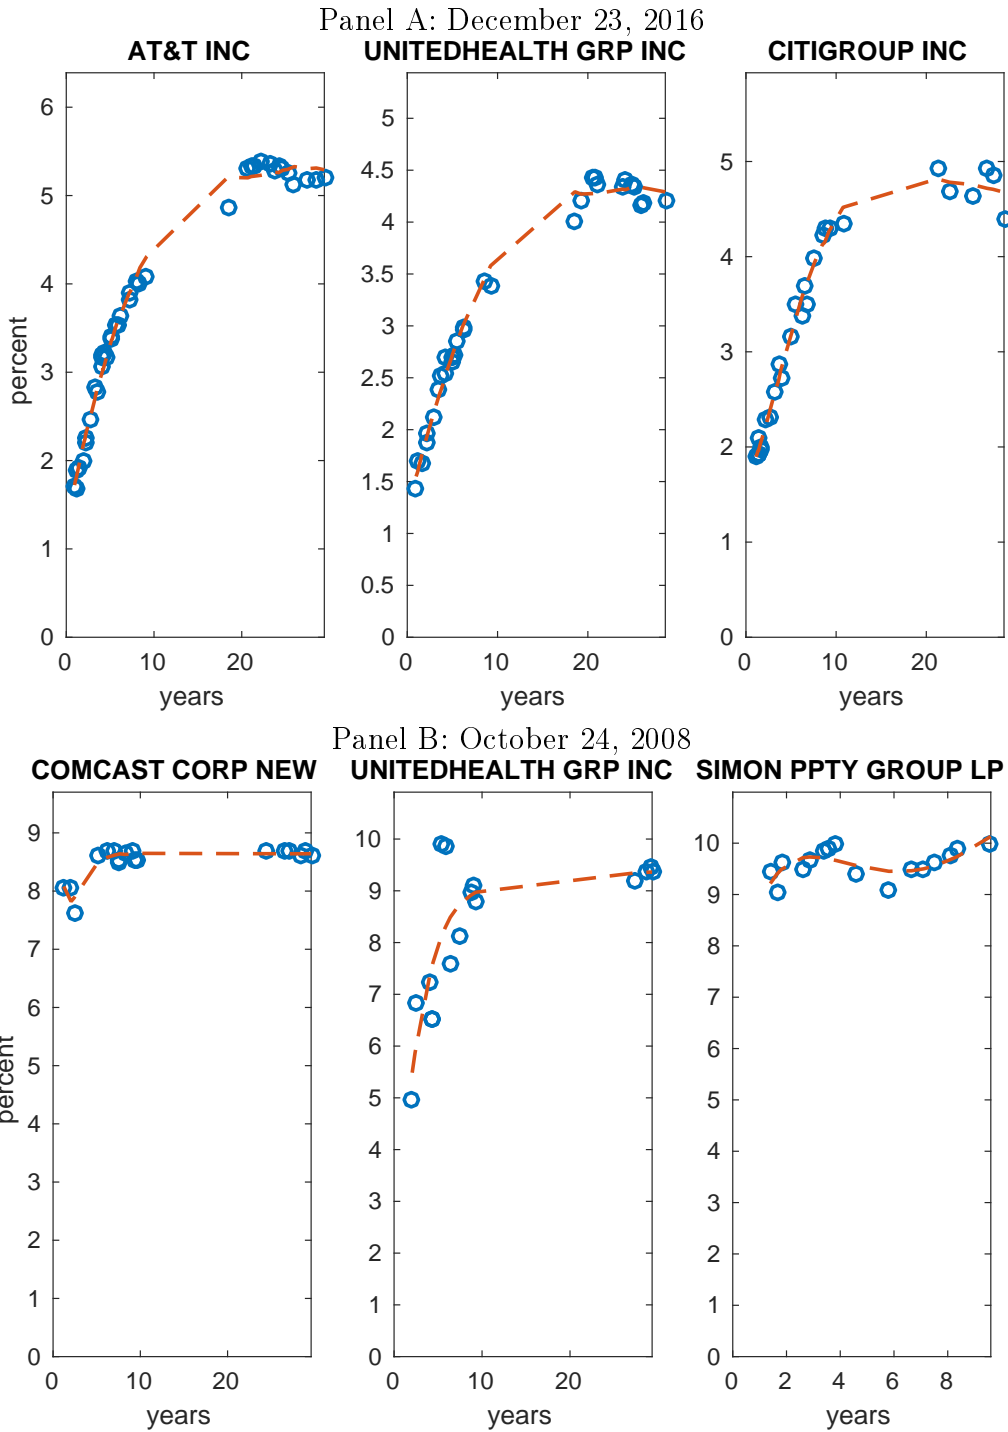 Panel A: December 23, 2016
AT&T INC
UNITEDHEALTH GRP INC
CITIGROUP INC
percent
6
5
4
3
2
1
0
0 10 20
years
5
4.5
4
3.5
3
2.5
2
1.5
1
0.5
0
0 10 20
years
5
4
3
2
1
0
0 10 20
years
Panel B: October 24, 2008
COMCAST CORP NEW
UNITEDHEALTH GRP INC
SIMON PPTY GROUP LP
percent
9
8
7
6
5
4
3
2
1
0
0 10 20
years
10
9
8
7
6
5
4
3
2
1
0
0 10 20
years
10
9
8
7
6
5
4
3
2
1
0
0 2 4 6 8
years